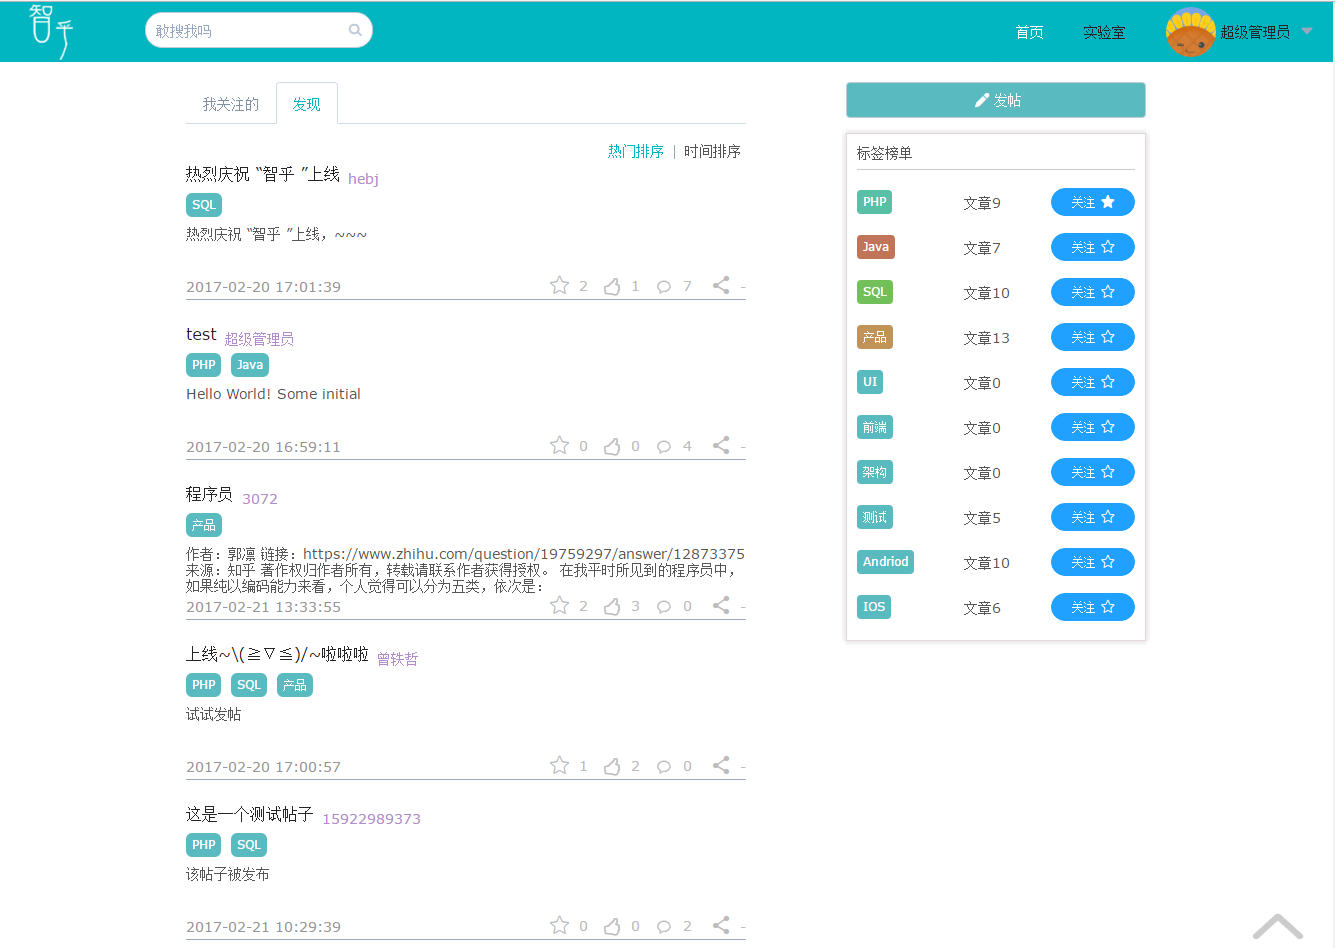 智乎
敢搜我吗
首页
实验室
超级管理员
我关注的
发现
热门排序 | 时间排序
热烈庆祝 “智乎 ”上线 hebj
SQL
热烈庆祝 “智乎 ”上线，~~~
2017-02-20 17:01:39 2 1 7 -
test 超级管理员
PHP Java
Hello World! Some initial
2017-02-20 16:59:11 0 0 4 -
程序员 3072
产品
作者：郭凛 链接：https://www.zhihu.com/question/19759297/answer/12873375
来源：知乎 著作权归作者所有，转载请联系作者获得授权。 在我平时所见到的程序员中，
如果纯以编码能力来看，个人觉得可以分为五类，依次是：
2017-02-21 13:33:55 2 3 0 -
上线~\(≧▽≦)/~啦啦啦 曾轶哲
PHP SQL 产品
试试发帖
2017-02-20 17:00:57 1 2 0 -
这是一个测试帖子 15922989373
PHP SQL
该帖子被发布
2017-02-21 10:29:39 0 0 2 -
发帖
标签榜单
PHP 文章9 关注
Java 文章7 关注
SQL 文章10 关注
产品 文章13 关注
UI 文章0 关注
前端 文章0 关注
架构 文章0 关注
测试 文章5 关注
Andriod 文章10 关注
IOS 文章6 关注